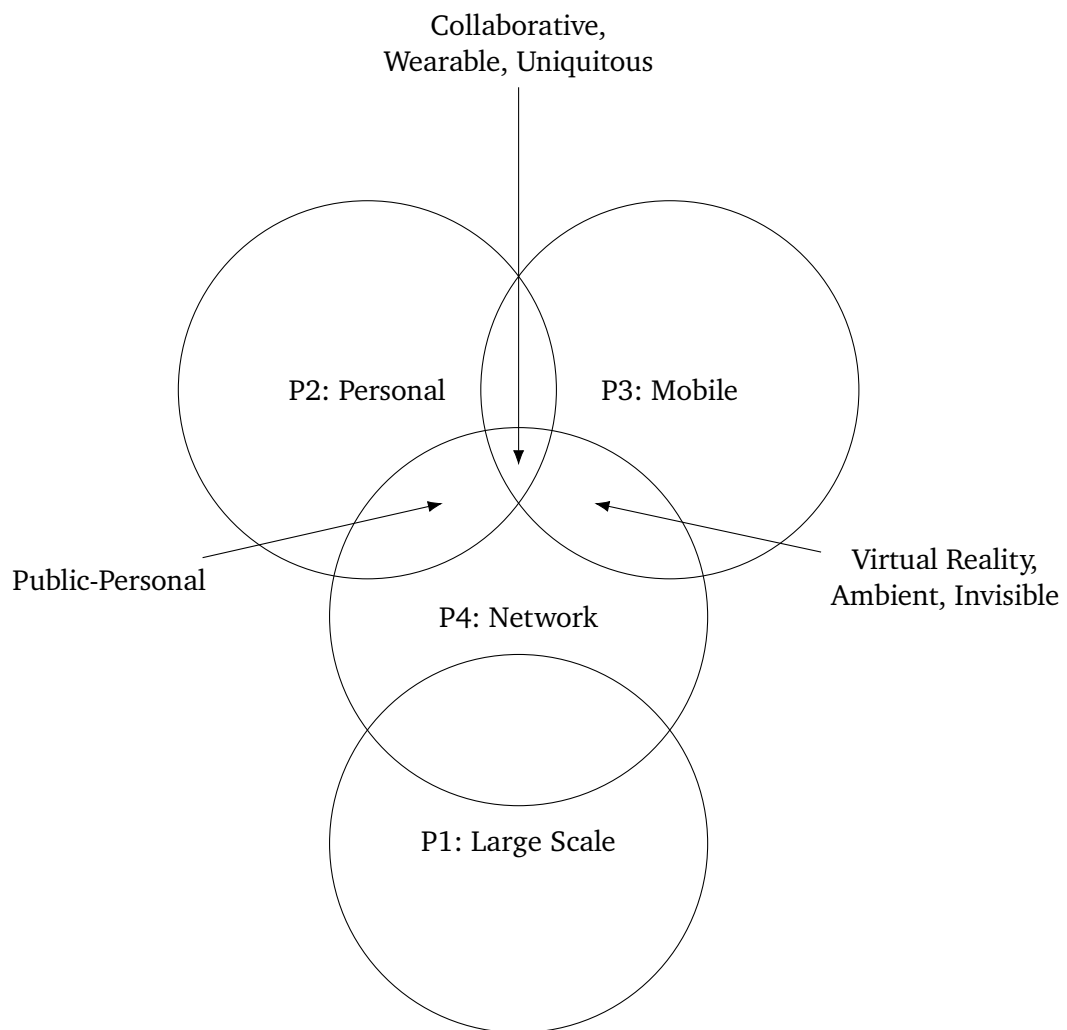 Collaborative,
Wearable, Uniquitous
P2: Personal
P3: Mobile
Public-Personal
Virtual Reality,
Ambient, Invisible
P4: Network
P1: Large Scale